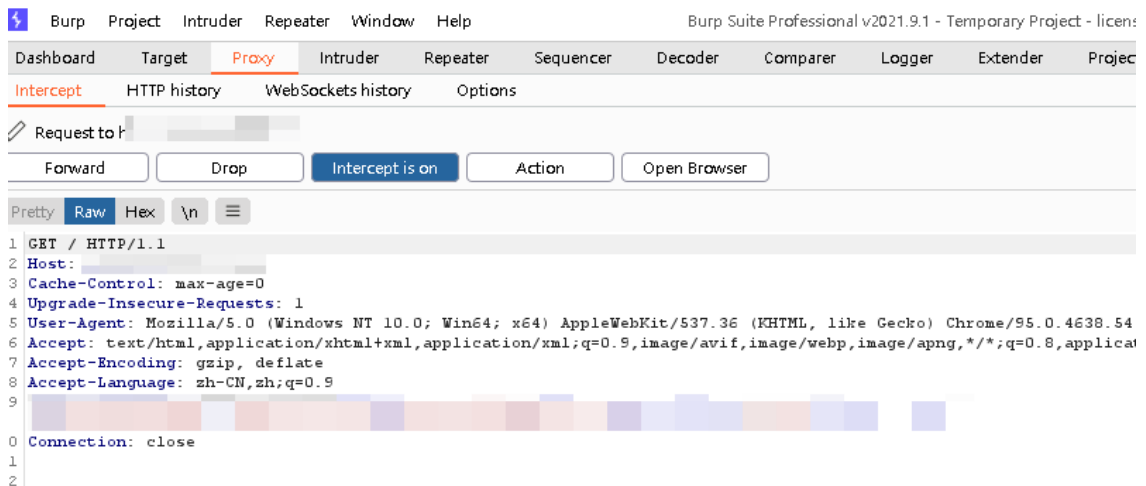 Burp Project Intruder Repeater Window Help Burp Suite Professional v2021.9.1 - Temporary Project - licens
Dashboard Target Proxy Intruder Repeater Sequencer Decoder Comparer Logger Extender Project
Intercept HTTP history WebSockets history Options
Request to h
Forward Drop Intercept is on Action Open Browser
Pretty Raw Hex \n
1 GET / HTTP/1.1
2 Host:
3 Cache-Control: max-age=0
4 Upgrade-Insecure-Requests: 1
5 User-Agent: Mozilla/5.0 (Windows NT 10.0; Win64; x64) AppleWebKit/537.36 (KHTML, like Gecko) Chrome/95.0.4638.54
6 Accept: text/html,application/xhtml+xml,application/xml;q=0.9,image/avif,image/webp,image/apng,*/*;q=0.8,applicat
7 Accept-Encoding: gzip, deflate
8 Accept-Language: zh-CN,zh;q=0.9
9
0 Connection: close
1
2